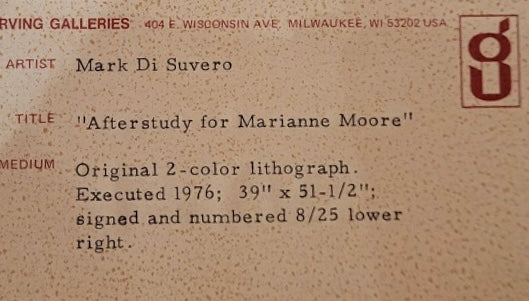 RVING GALLERIES 404 E. WISCONSIN AVE. MILWAUKEE, WI 53202 USA
ARTIST Mark Di Suvero
TITLE "Afterstudy for Marianne Moore"
MEDIUM Original 2-color lithograph.
Executed 1976; 39" x 51-1/2";
signed and numbered 8/25 lower
right.